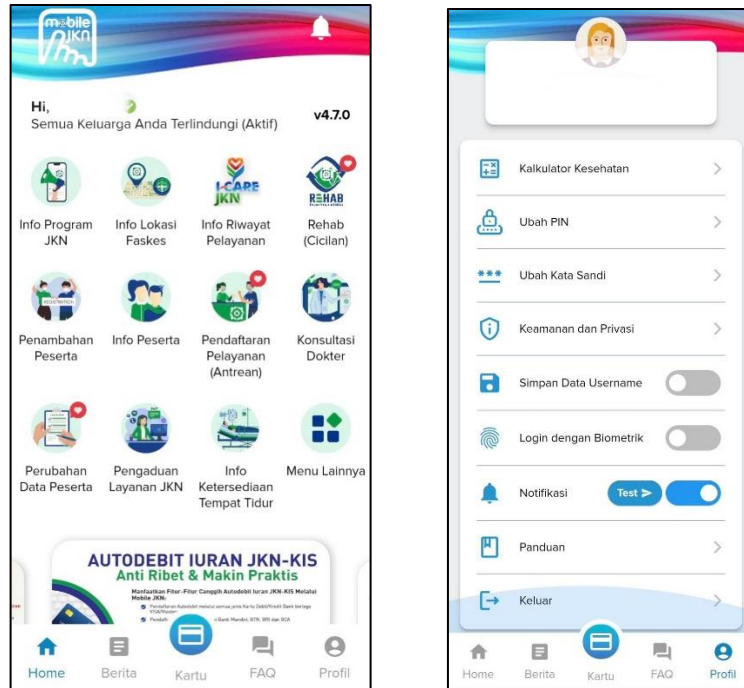 mobile
JKN
Hi,
Semua Keluarga Anda Terlindungi (Aktif)
v4.7.0
Info Program
JKN
Info Lokasi
Faskes
I-CARE
JKN
Info Riwayat
Pelayanan
REHAB
Rehab
(Cicilan)
Penambahan
Peserta
Info Peserta
Pendaftaran
Pelayanan
(Antrean)
Konsultasi
Dokter
Perubahan
Data Peserta
Pengaduan
Layanan JKN
Info
Ketersediaan
Tempat Tidur
Menu Lainnya
AUTODEBIT IURAN JKN-KIS
Anti Ribet & Makin Praktis
Manfaatkan Fitur-Fitur Canggih Autodebit Iuran JKN-KIS Melalui
Mobile JKN:
Home
Berita
Kartu
FAQ
Profil
Kalkulator Kesehatan
Ubah PIN
Ubah Kata Sandi
Keamanan dan Privasi
Simpan Data Username
Login dengan Biometrik
Notifikasi
Test
Panduan
Keluar
Home
Berita
Kartu
FAQ
Profil